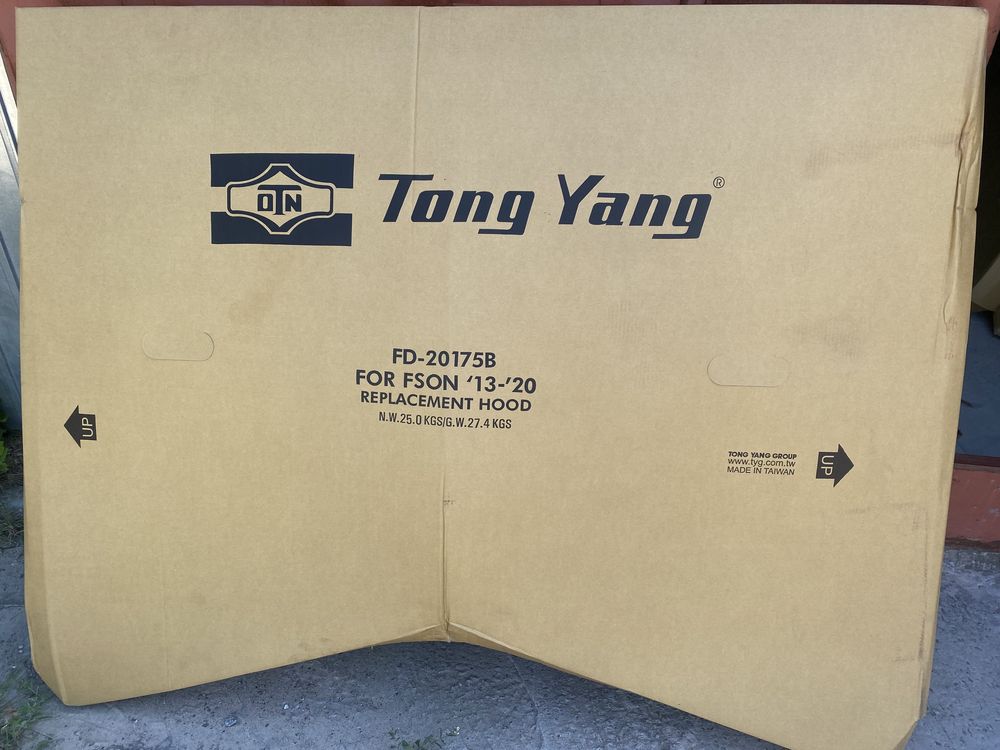 OTN
Tong Yang®
FD-20175B
FOR FSON '13-'20
REPLACEMENT HOOD
N.W.25.0 KGS/G.W.27.4 KGS
UP
TONG YANG GROUP
www.tyg.com.tw
MADE IN TAIWAN
UP